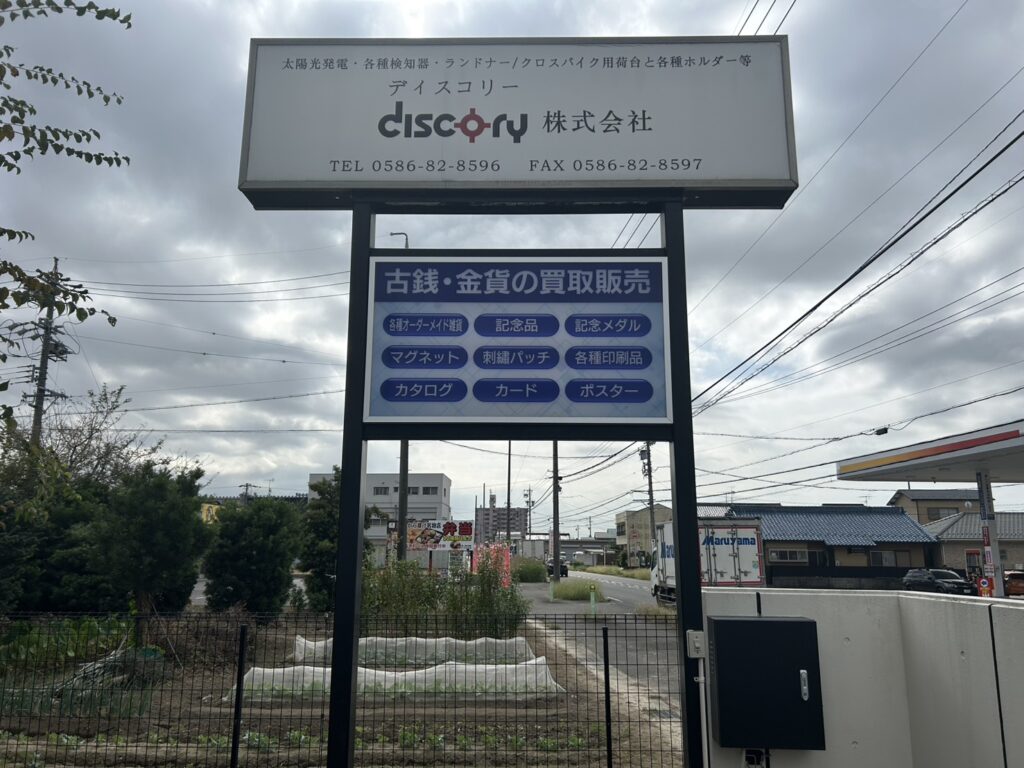 太陽光発電・各種検知器・ランドナー/クロスバイク用荷台と各種ホルダー等
デイスコリー
discory 株式会社
TEL 0586-82-8596 FAX 0586-82-8597
古銭・金貨の買取販売
各種オーダーメイド雑貨 記念品 記念メダル
マグネット 刺繡パッチ 各種印刷品
カタログ カード ポスター
弁当
Maruyama Maruyama